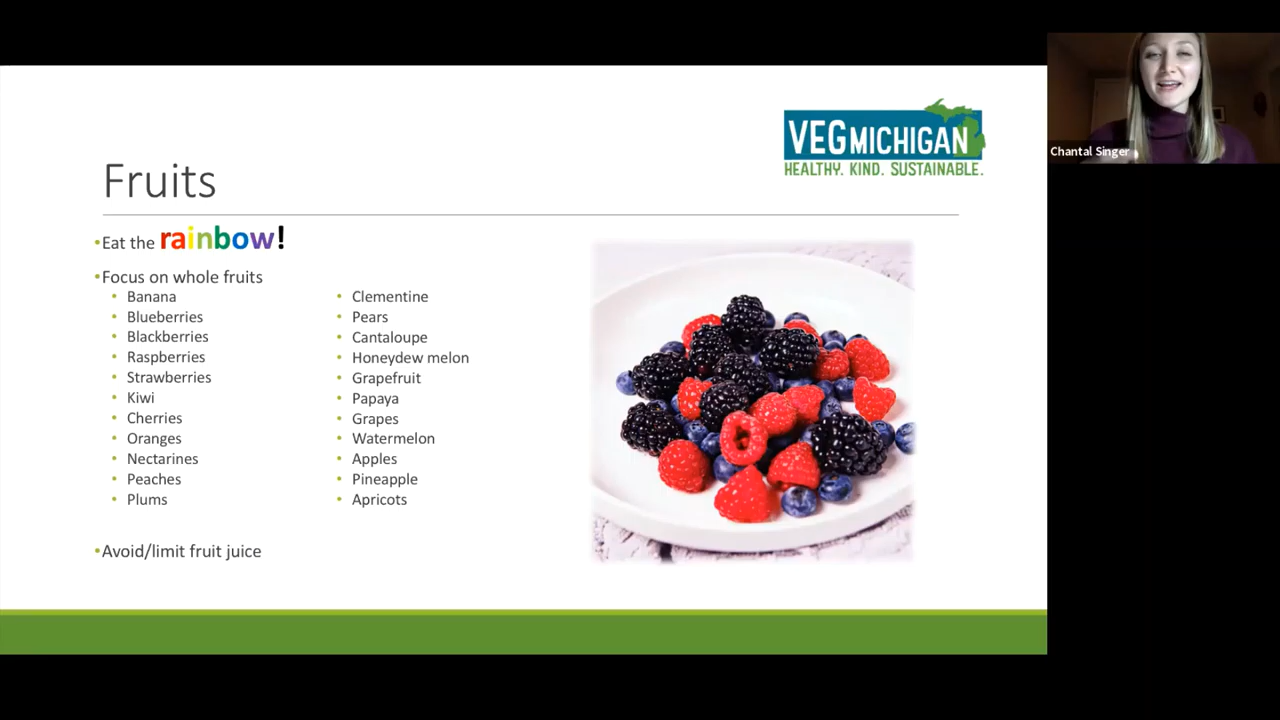 VEGMICHIGAN
HEALTHY. KIND. SUSTAINABLE.
Chantal Singer
Fruits
•Eat the rainbow!
•Focus on whole fruits
• Banana
• Blueberries
• Blackberries
• Raspberries
• Strawberries
• Kiwi
• Cherries
• Oranges
• Nectarines
• Peaches
• Plums
• Clementine
• Pears
• Cantaloupe
• Honeydew melon
• Grapefruit
• Papaya
• Grapes
• Watermelon
• Apples
• Pineapple
• Apricots
•Avoid/limit fruit juice